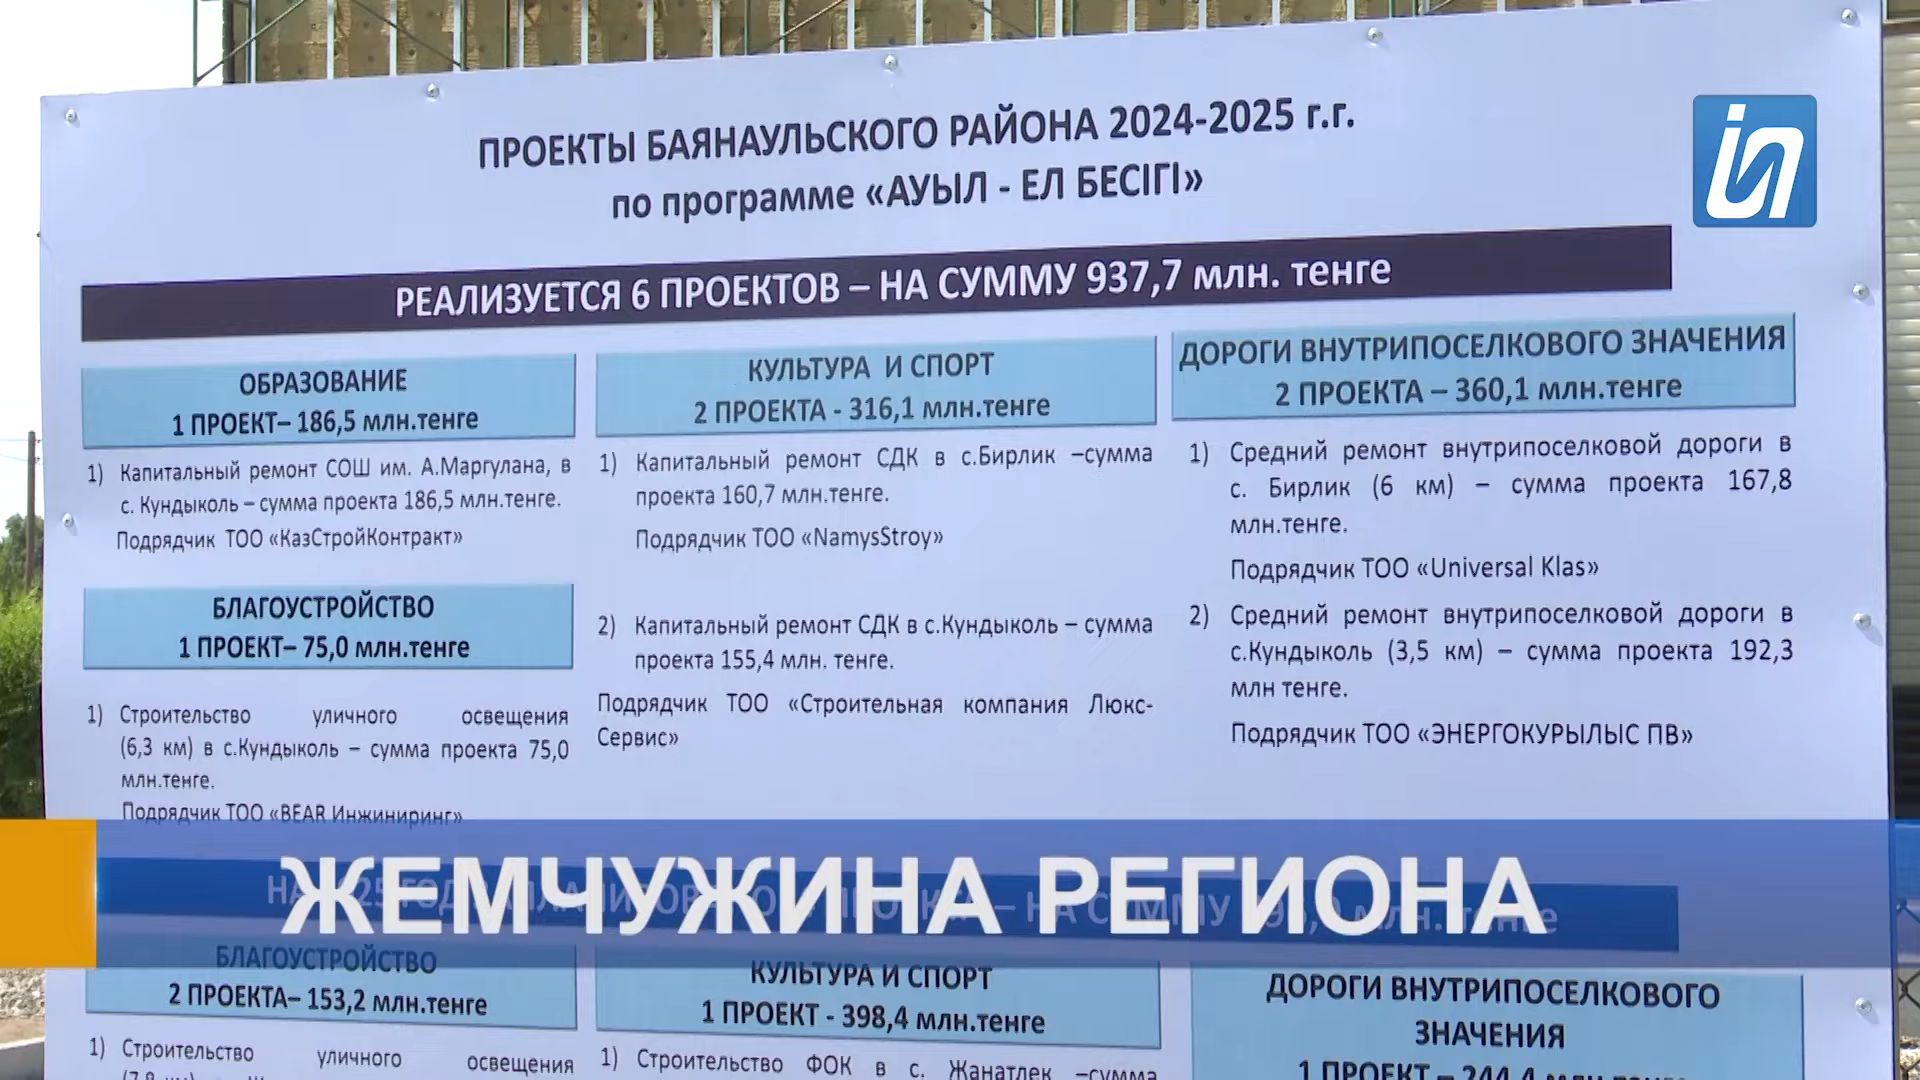 ПРОЕКТЫ БАЯНАУЛЬСКОГО РАЙОНА 2024-2025 г.г.
по программе «АУЫЛ - ЕЛ БЕСІГІ»
РЕАЛИЗУЕТСЯ 6 ПРОЕКТОВ – НА СУММУ 937,7 млн. тенге
ОБРАЗОВАНИЕ
1 ПРОЕКТ– 186,5 млн.тенге
1) Капитальный ремонт СОШ им. А.Маргулана, в
с. Кундыколь – сумма проекта 186,5 млн.тенге.
Подрядчик ТОО «КазСтройКонтракт»
БЛАГОУСТРОЙСТВО
1 ПРОЕКТ– 75,0 млн.тенге
1) Строительство уличного освещения
(6,3 км) в с.Кундыколь – сумма проекта 75,0
млн.тенге.
Подрядчик ТОО «BEAR Инжиниринг»
КУЛЬТУРА И СПОРТ
2 ПРОЕКТА - 316,1 млн.тенге
1) Капитальный ремонт СДК в с.Бирлик –сумма
проекта 160,7 млн.тенге.
Подрядчик ТОО «NamysStroy»
2) Капитальный ремонт СДК в с.Кундыколь – сумма
проекта 155,4 млн. тенге.
Подрядчик ТОО «Строительная компания Люкс-
Сервис»
ДОРОГИ ВНУТРИПОСЕЛКОВОГО ЗНАЧЕНИЯ
2 ПРОЕКТА – 360,1 млн.тенге
1) Средний ремонт внутрипоселковой дороги в
с. Бирлик (6 км) – сумма проекта 167,8
млн.тенге.
Подрядчик ТОО «Universal Klas»
2) Средний ремонт внутрипоселковой дороги в
с.Кундыколь (3,5 км) – сумма проекта 192,3
млн тенге.
Подрядчик ТОО «ЭНЕРГОКУРЫЛЫС ПВ»
ЖЕМЧУЖИНА РЕГИОНА
БЛАГОУСТРОЙСТВО
2 ПРОЕКТА– 153,2 млн.тенге
1) Строительство уличного освещения
КУЛЬТУРА И СПОРТ
1 ПРОЕКТ - 398,4 млн.тенге
1) Строительство ФОК в с. Жанатлек –сумма
ДОРОГИ ВНУТРИПОСЕЛКОВОГО
ЗНАЧЕНИЯ
1 ПРОЕКТ – 244,4 млн.тенге